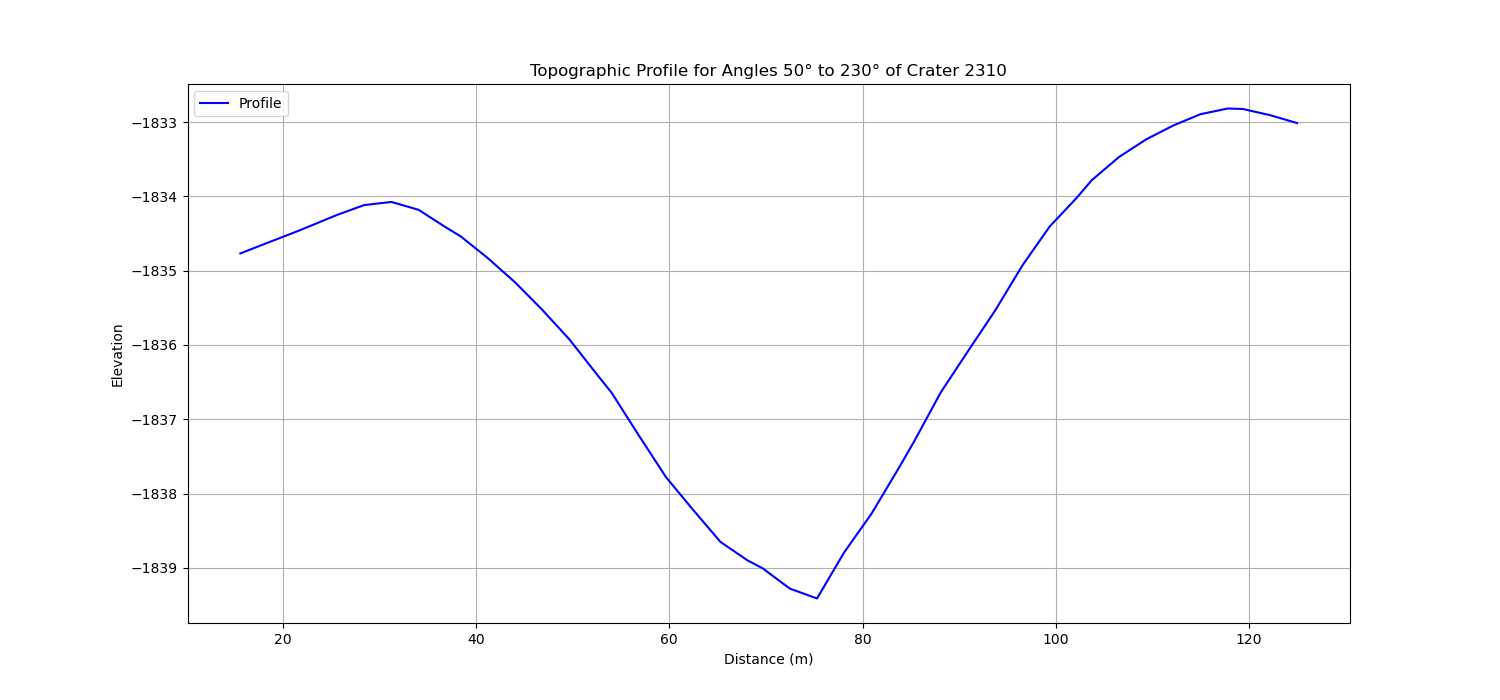 Topographic Profile for Angles 50° to 230° of Crater 2310
Profile
−1833
−1834
−1835
−1836
−1837
−1838
−1839
Elevation
20 40 60 80 100 120
Distance (m)